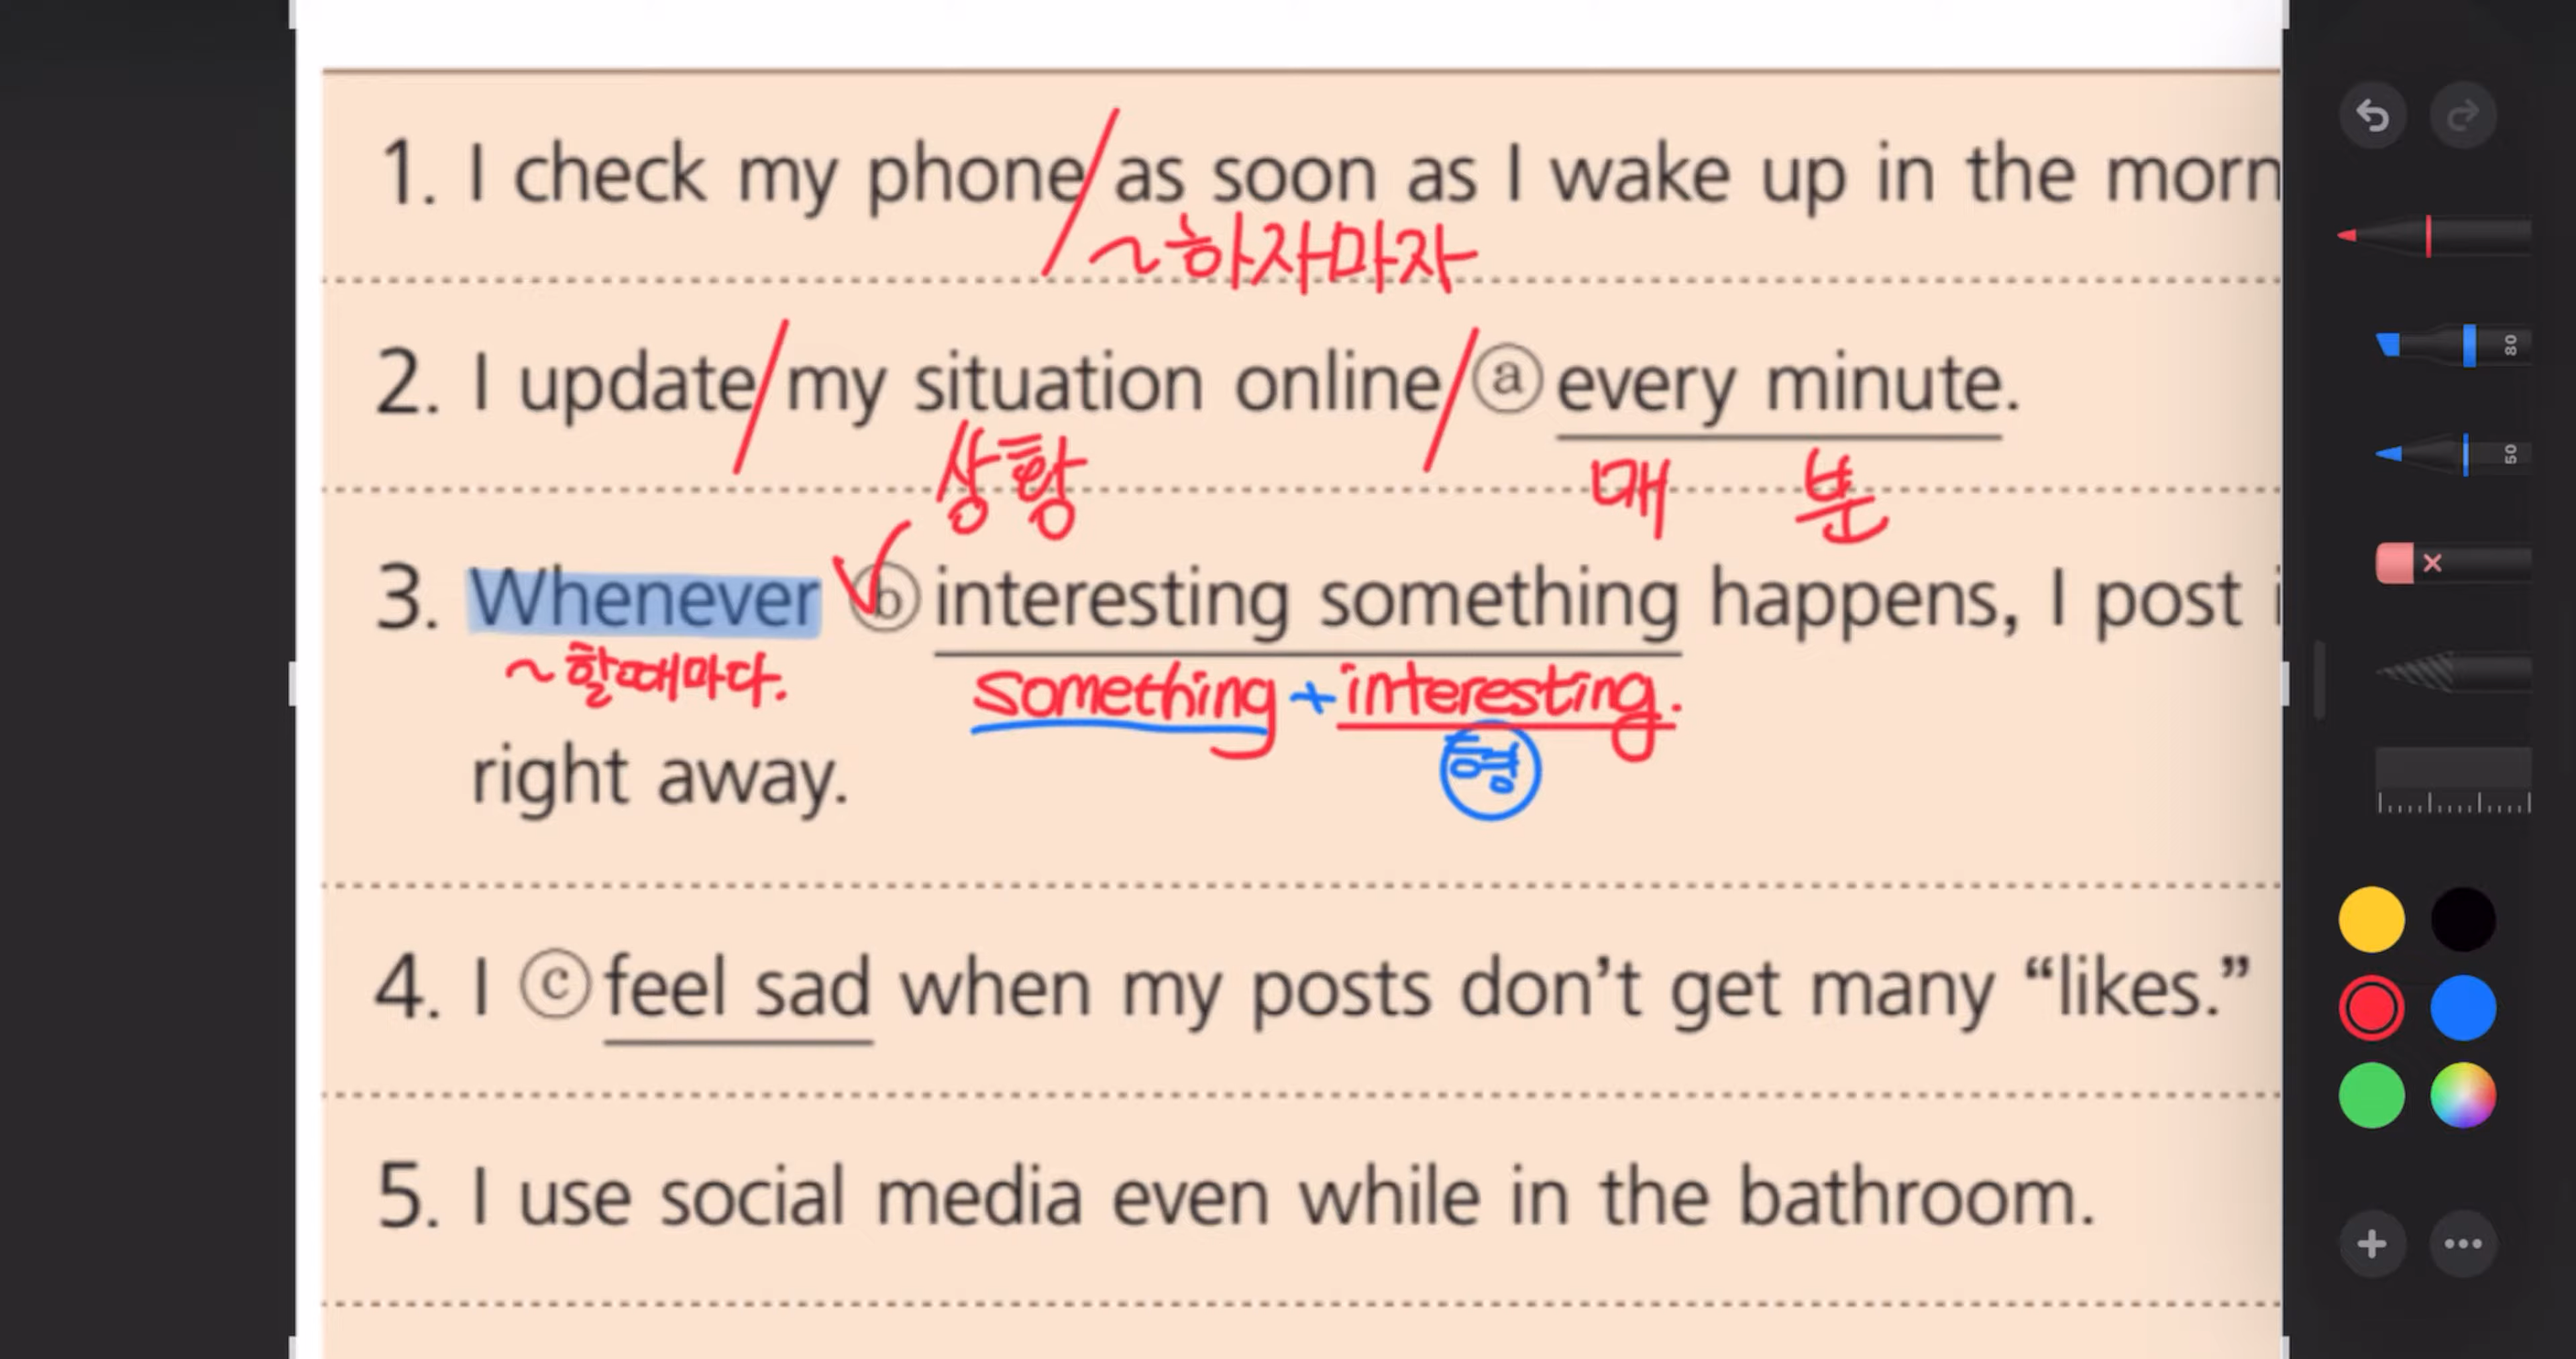 1. I check my phone/as soon as I wake up in the morn
~하자마자
2. I update/my situation online/ⓐ every minute.
상황 매 분
3. Whenever ⓑ interesting something happens, I post i
~할때마다. something + interesting.
형
right away.
4. I ⓒ feel sad when my posts don’t get many “likes.”
5. I use social media even while in the bathroom.
80
50